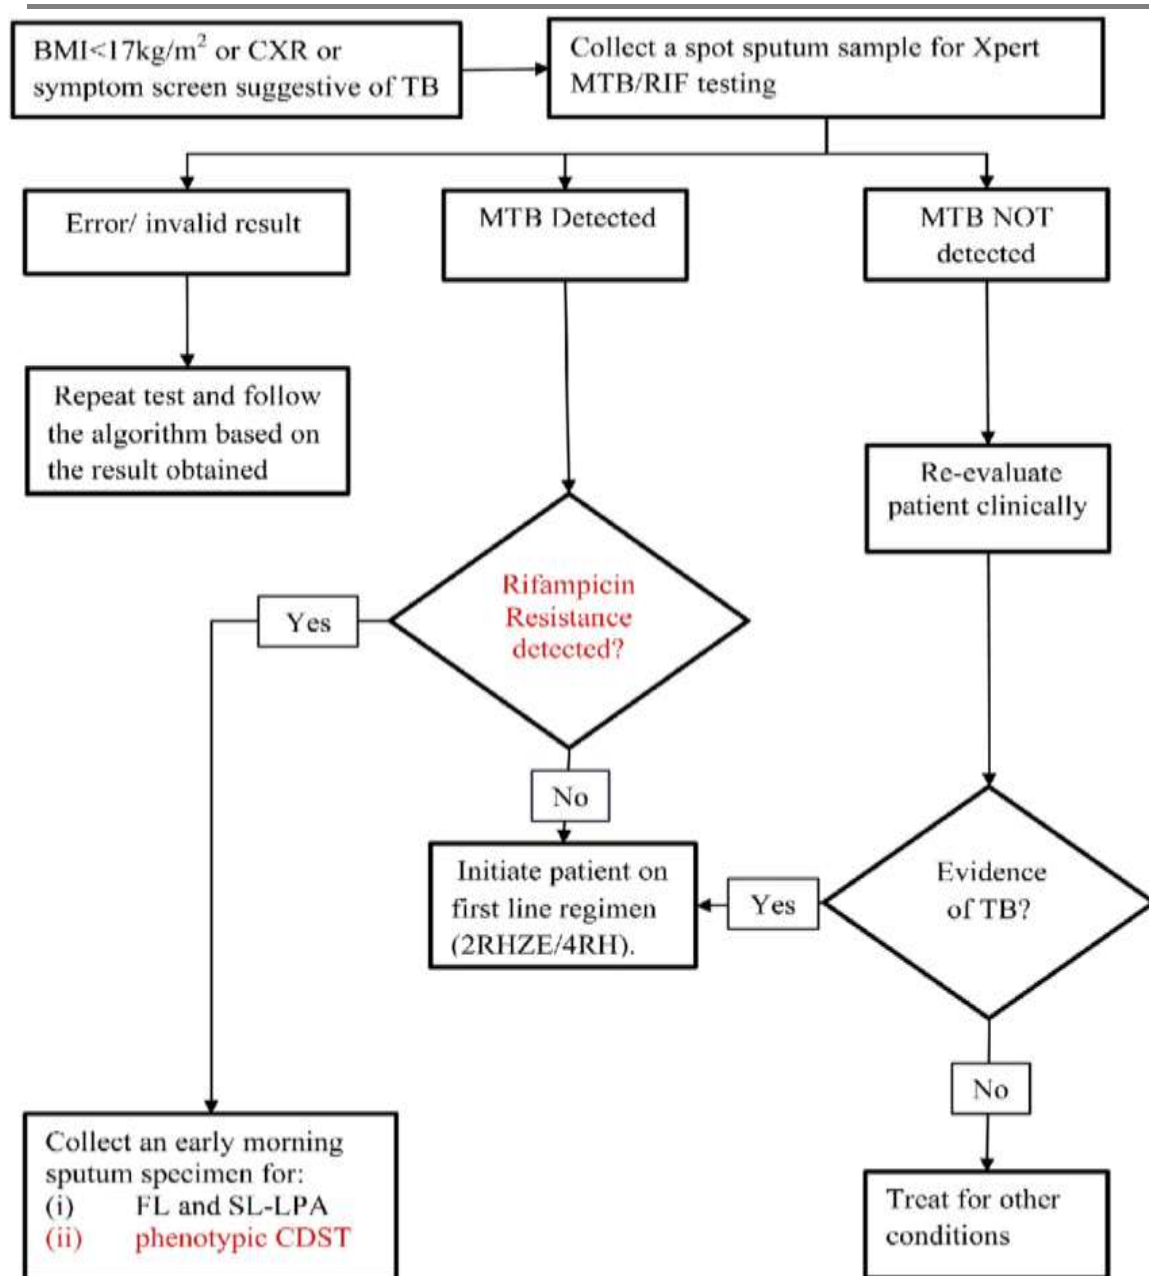 BMI<17kg/m² or CXR or
symptom screen suggestive of TB
Collect a spot sputum sample for Xpert
MTB/RIF testing
Error/ invalid result
MTB Detected
MTB NOT
detected
Repeat test and follow
the algorithm based on
the result obtained
Re-evaluate
patient clinically
Rifampicin
Resistance
detected?
Yes
No
Initiate patient on
first line regimen
(2RHZE/4RH).
Yes
Evidence
of TB?
No
Collect an early morning
sputum specimen for:
(i) FL and SL-LPA
(ii) phenotypic CDST
Treat for other
conditions